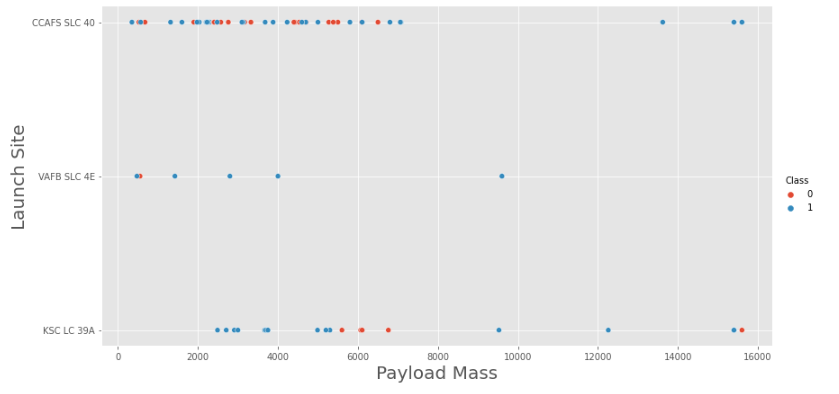 Launch Site
CCAFS SLC 40
VAFB SLC 4E
KSC LC 39A
0 2000 4000 6000 8000 10000 12000 14000 16000
Payload Mass
Class
0
1